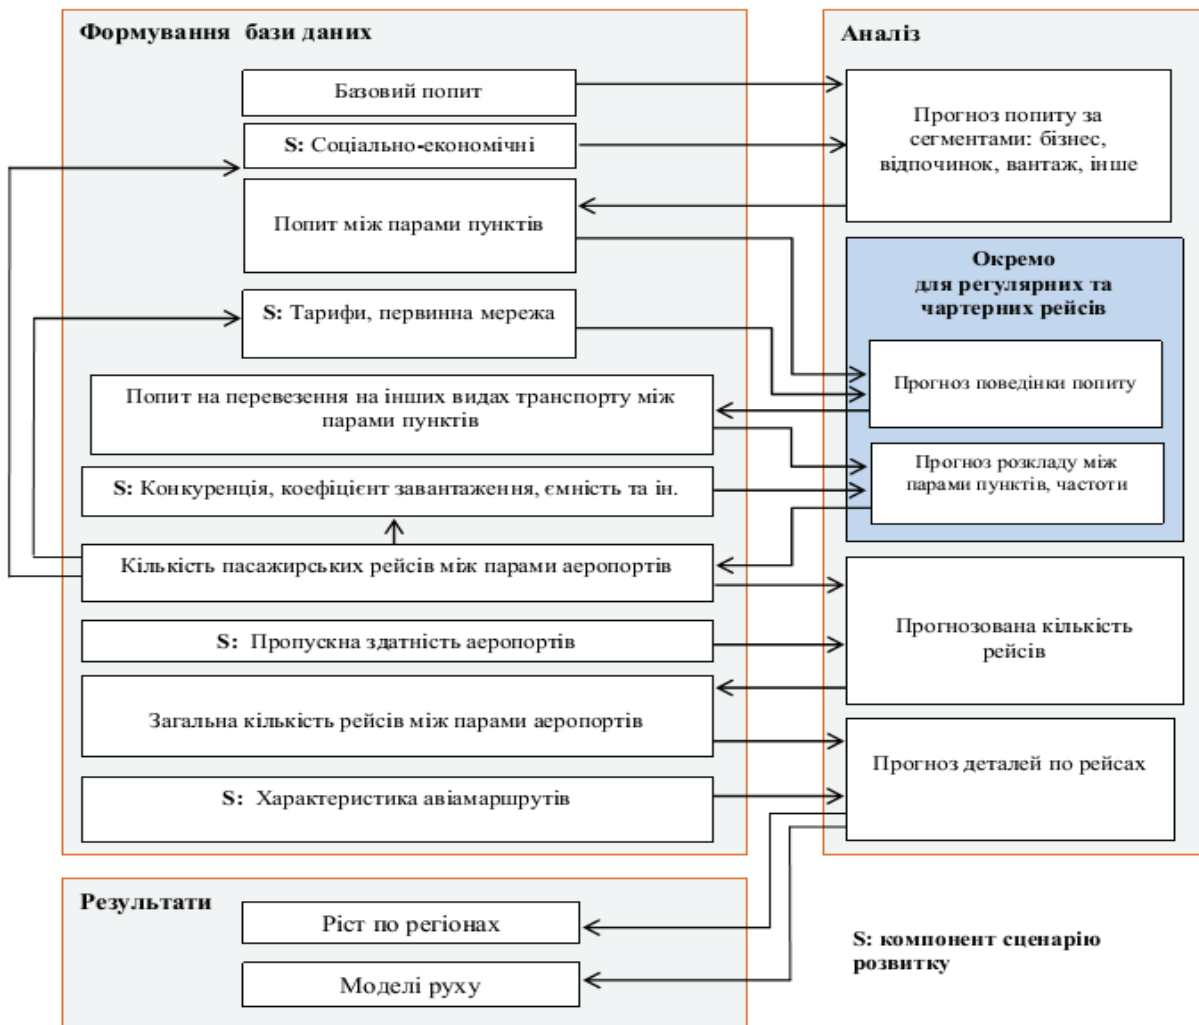 Формування бази даних
Базовий попит
S: Соціально-економічні
Попит між парами пунктів
S: Тарифи, первинна мережа
Попит на перевезення на інших видах транспорту між
парами пунктів
S: Конкуренція, коефіцієнт завантаження, ємність та ін.
Кількість пасажирських рейсів між парами аеропортів
S: Пропускна здатність аеропортів
Загальна кількість рейсів між парами аеропортів
S: Характеристика авіамаршрутів
Аналіз
Прогноз попиту за
сегментами: бізнес,
відпочинок, вантаж, інше
Окремо
для регулярних та
чартерних рейсів
Прогноз поведінки попиту
Прогноз розкладу між
парами пунктів, частоти
Прогнозована кількість
рейсів
Прогноз деталей по рейсах
Результати
Ріст по регіонах
Моделі руху
S: компонент сценарію
розвитку